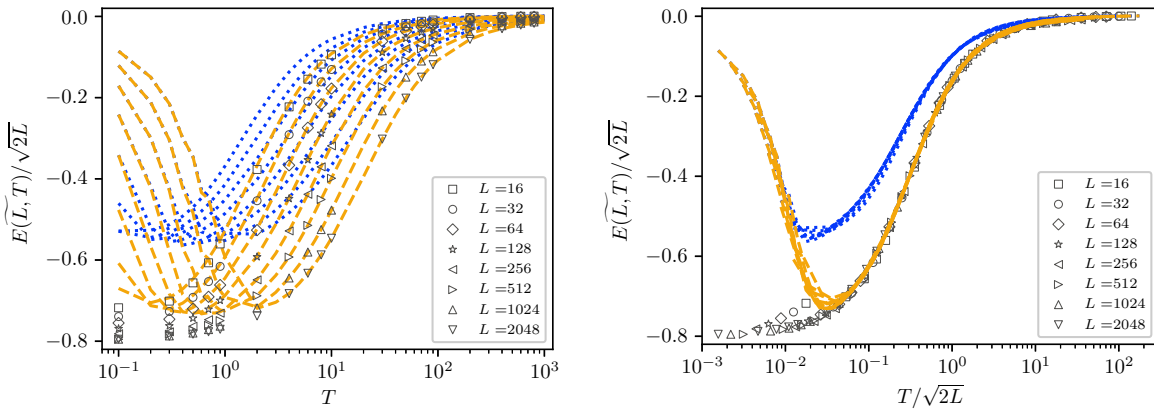 0.0
−0.2
−0.4
−0.6
−0.8
E(L, T)/√2L
10⁻¹ 10⁰ 10¹ 10² 10³
T
L =16
L =32
L =64
L =128
L =256
L =512
L =1024
L =2048
0.0
−0.2
−0.4
−0.6
−0.8
E(L, T)/√2L
10⁻³ 10⁻² 10⁻¹ 10⁰ 10¹ 10²
T/√2L
L =16
L =32
L =64
L =128
L =256
L =512
L =1024
L =2048